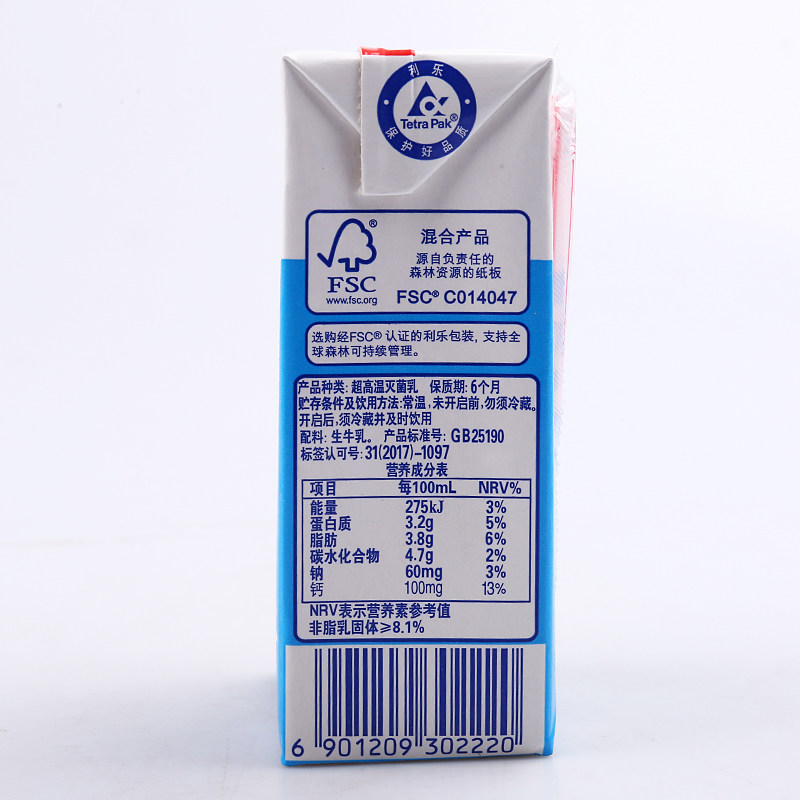 利乐
Tetra Pak®
保护好品质
®
FSC
www.fsc.org
混合产品
源自负责任的
森林资源的纸板
FSC® C014047
选购经FSC®认证的利乐包装,支持全
球森林可持续管理。
产品种类:超高温灭菌乳 保质期:6个月
贮存条件及饮用方法:常温,未开启前,勿须冷藏。
开启后,须冷藏并及时饮用
配料:生牛乳。 产品标准号:GB25190
标签认可号:31(2017)-1097
营养成分表
项目 每100mL NRV%
能量 275kJ 3%
蛋白质 3.2g 5%
脂肪 3.8g 6%
碳水化合物 4.7g 2%
钠 60mg 3%
钙 100mg 13%
NRV表示营养素参考值
非脂乳固体≥8.1%
6 901209 302220